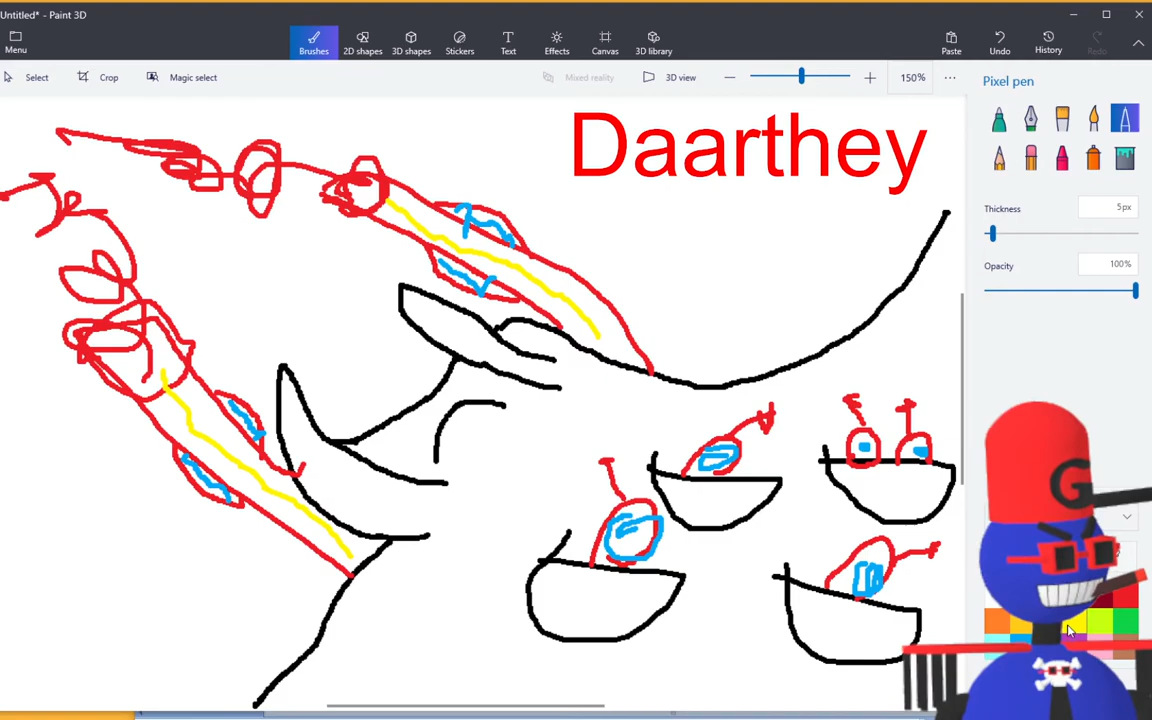 Untitled* - Paint 3D
Menu
Brushes
2D shapes
3D shapes
Stickers
Text
Effects
Canvas
3D library
Paste
Undo
History
Redo
Select
Crop
Magic select
Mixed reality
3D view
150%
Pixel pen
Thickness
5px
Opacity
100%
Daarthey
G